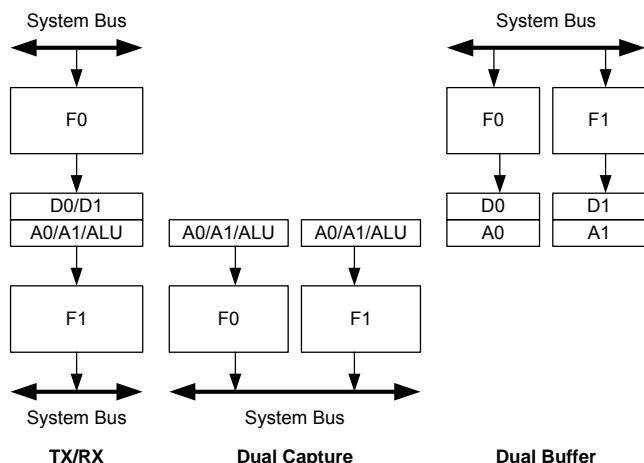 System Bus
F0
D0/D1
A0/A1/ALU
F1
System Bus
TX/RX
A0/A1/ALU
A0/A1/ALU
F0
F1
System Bus
Dual Capture
System Bus
F0
F1
D0
D1
A0
A1
Dual Buffer